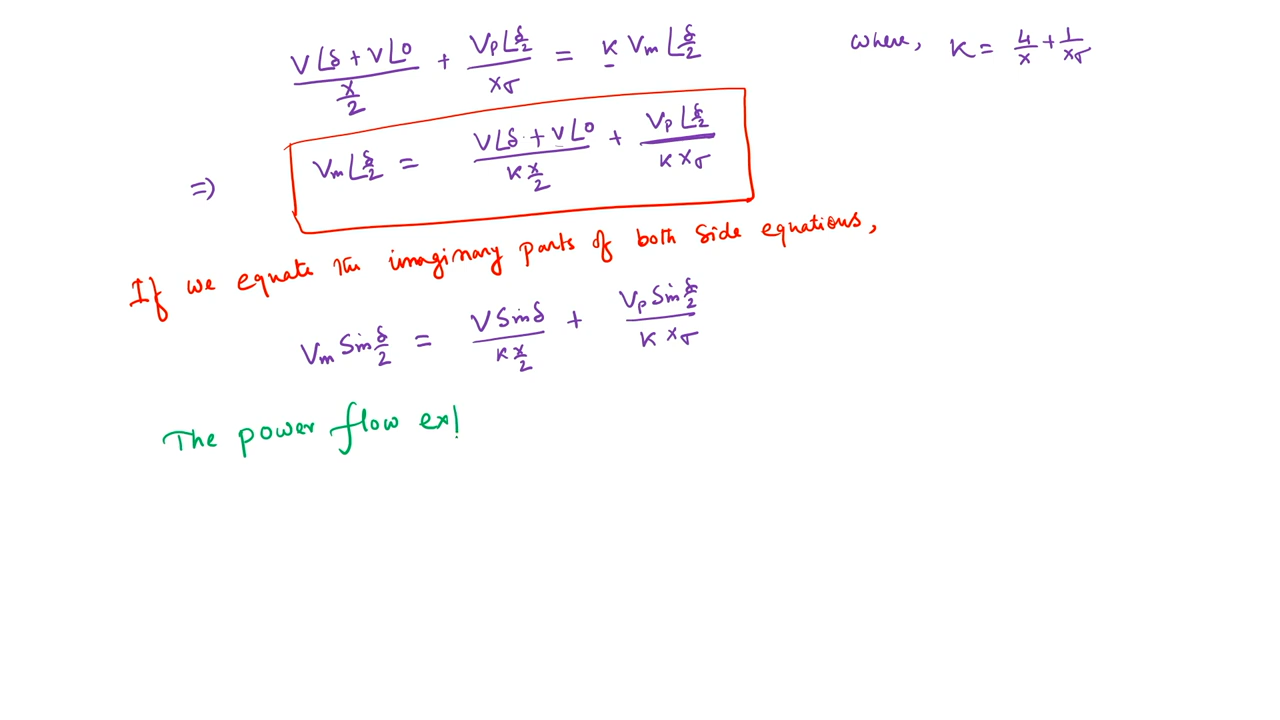 (V∠δ + V∠0)/(x/2) + (Vp∠δ/2)/(xσ) = K Vm∠δ/2 where, K = 4/x + 1/xσ
=> Vm∠δ/2 = (V∠δ + V∠0)/(K x/2) + (Vp∠δ/2)/(K xσ)
If we equate the imaginary parts of both side equations,
Vm Sin δ/2 = (V Sin δ)/(K x/2) + (Vp Sin δ/2)/(K xσ)
The power flow ex